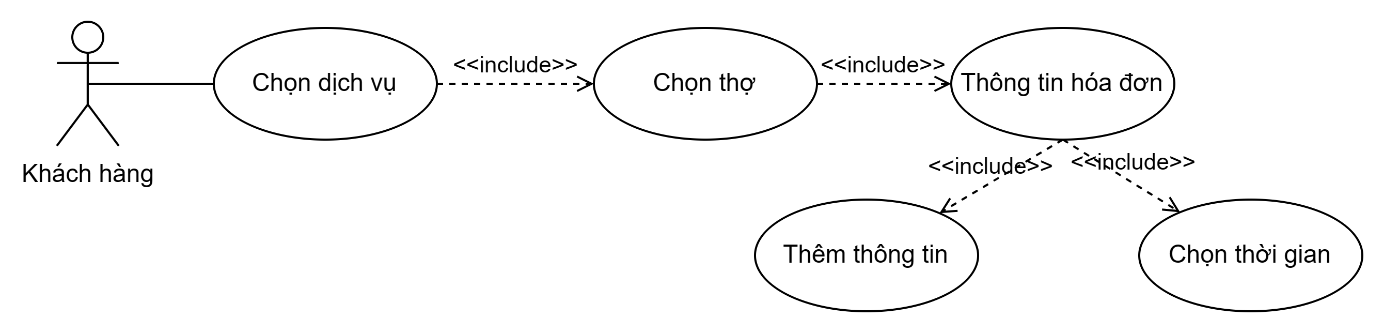 Chọn dịch vụ
<<include>>
Chọn thợ
<<include>>
Thông tin hóa đơn
Khách hàng
<<include>>
<<include>>
Thêm thông tin
Chọn thời gian